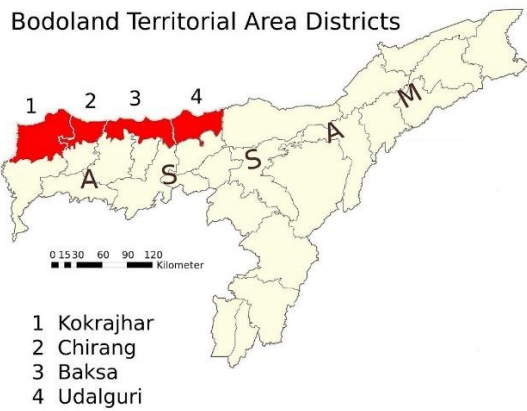 Bodoland Territorial Area Districts
1 2 3 4
A S S A M
0 15 30 60 90 120
Kilometer
1 Kokrajhar
2 Chirang
3 Baksa
4 Udalguri